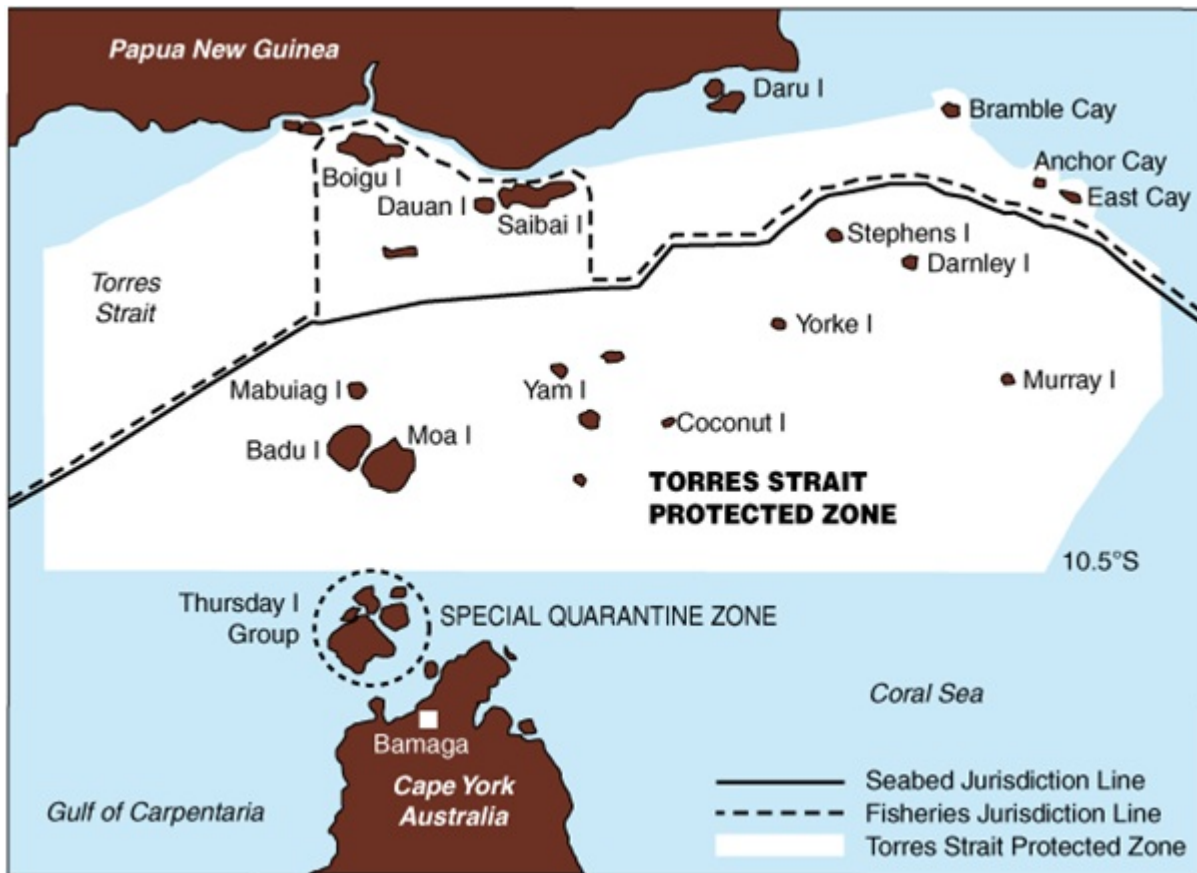 Papua New Guinea
Daru I
Bramble Cay
Anchor Cay
East Cay
Boigu I
Dauan I
Saibai I
Stephens I
Darnley I
Torres
Strait
Yorke I
Mabuiag I
Yam I
Murray I
Badu I
Moa I
Coconut I
TORRES STRAIT
PROTECTED ZONE
10.5°S
Thursday I
Group
SPECIAL QUARANTINE ZONE
Coral Sea
Bamaga
Cape York
Australia
Gulf of Carpentaria
Seabed Jurisdiction Line
Fisheries Jurisdiction Line
Torres Strait Protected Zone